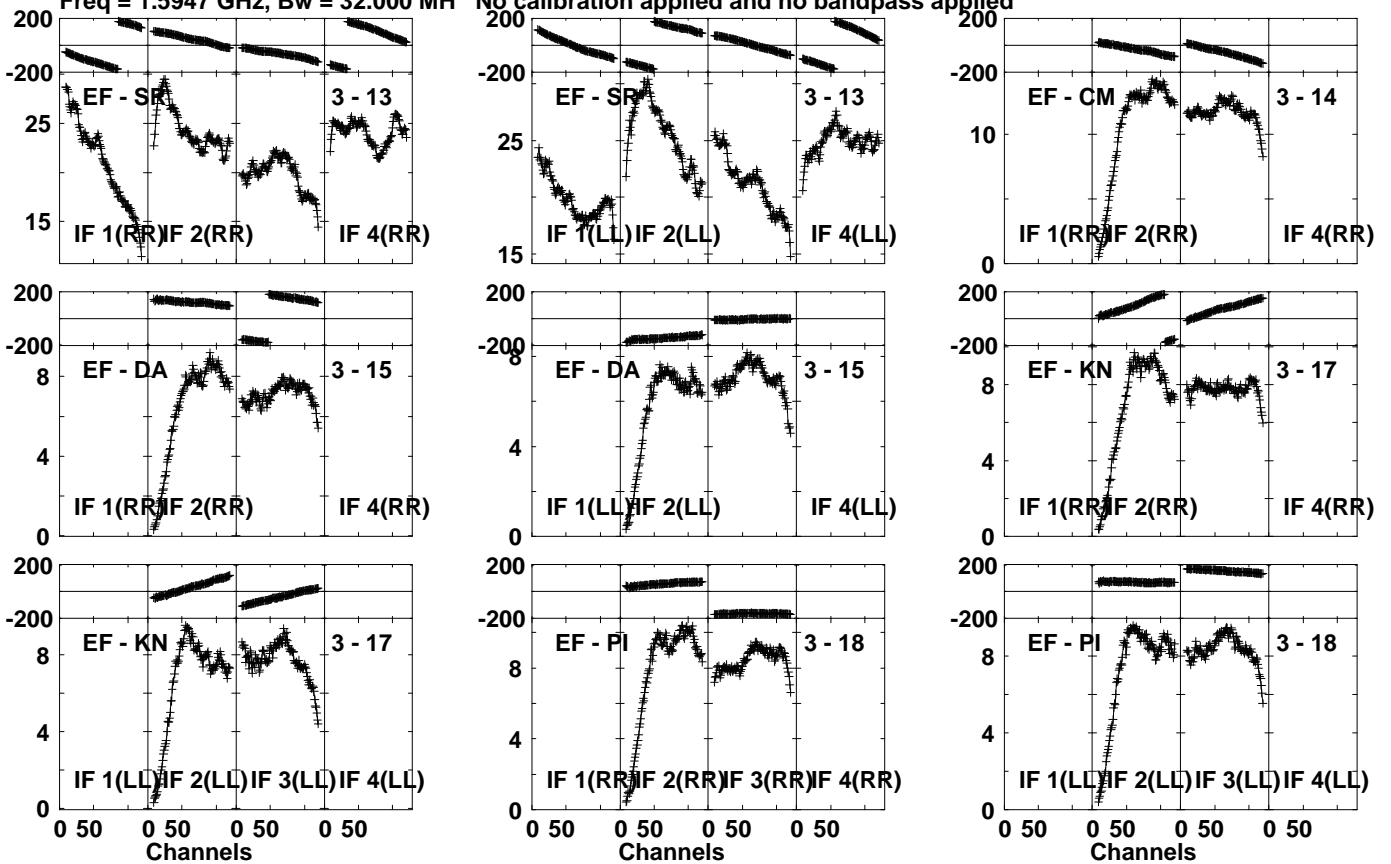 Freq = 1.5947 GHz, Bw = 32.000 MH No calibration applied and no bandpass applied
200
-200
25
15
EF - SR
3 - 13
IF 1(RR) IF 2(RR) IF 4(RR)
25
15
EF - SR
3 - 13
IF 1(LL) IF 2(LL) IF 4(LL)
200
-200
10
0
EF - CM
3 - 14
IF 1(RR) IF 2(RR) IF 4(RR)
200
-200
8
4
0
EF - DA
3 - 15
IF 1(RR) IF 2(RR) IF 4(RR)
200
-200
8
4
0
EF - DA
3 - 15
IF 1(LL) IF 2(LL) IF 4(LL)
200
-200
8
4
0
EF - KN
3 - 17
IF 1(RR) IF 2(RR) IF 4(RR)
200
-200
8
4
0
EF - KN
3 - 17
IF 1(LL) IF 2(LL) IF 3(LL) IF 4(LL)
0 50 0 50 0 50 0 50
Channels
200
-200
8
4
0
EF - PI
3 - 18
IF 1(RR) IF 2(RR) IF 3(RR) IF 4(RR)
0 50 0 50 0 50 0 50
Channels
200
-200
8
4
0
EF - PI
3 - 18
IF 1(LL) IF 2(LL) IF 3(LL) IF 4(LL)
0 50 0 50 0 50 0 50
Channels